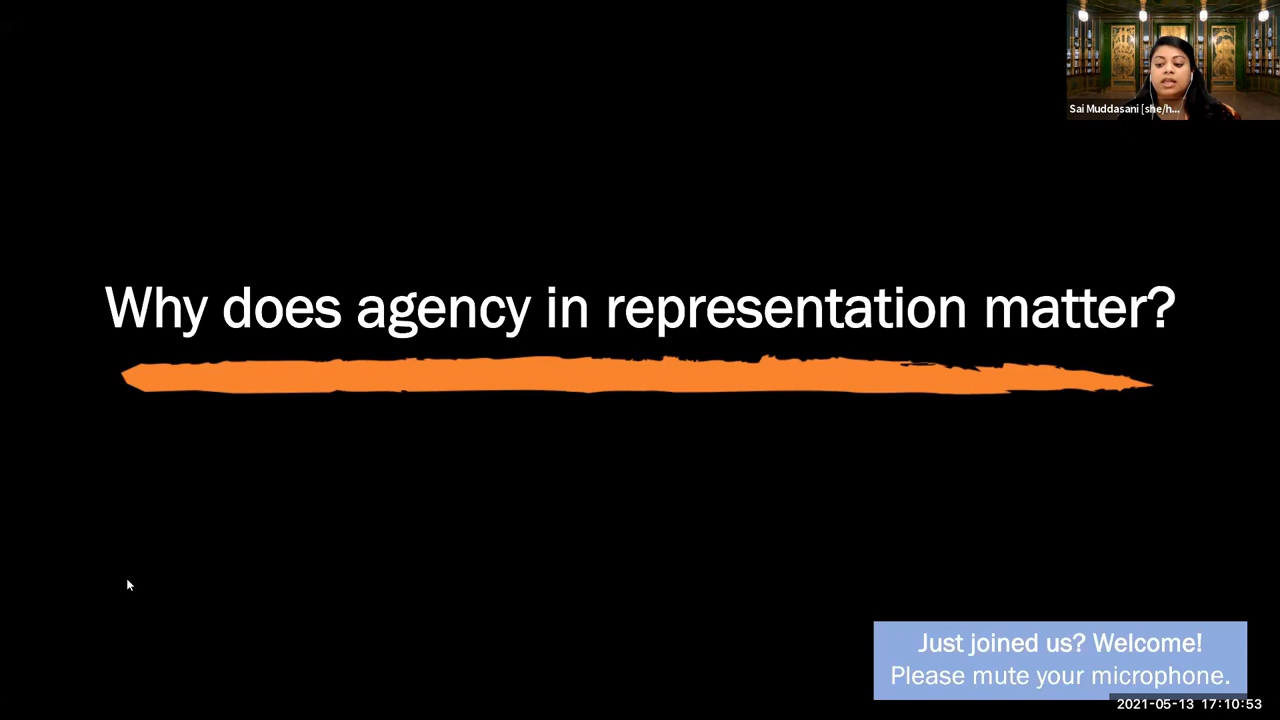 Sai Muddasani [she/h...
Why does agency in representation matter?
Just joined us? Welcome!
Please mute your microphone.
2021-05-13 17:10:53